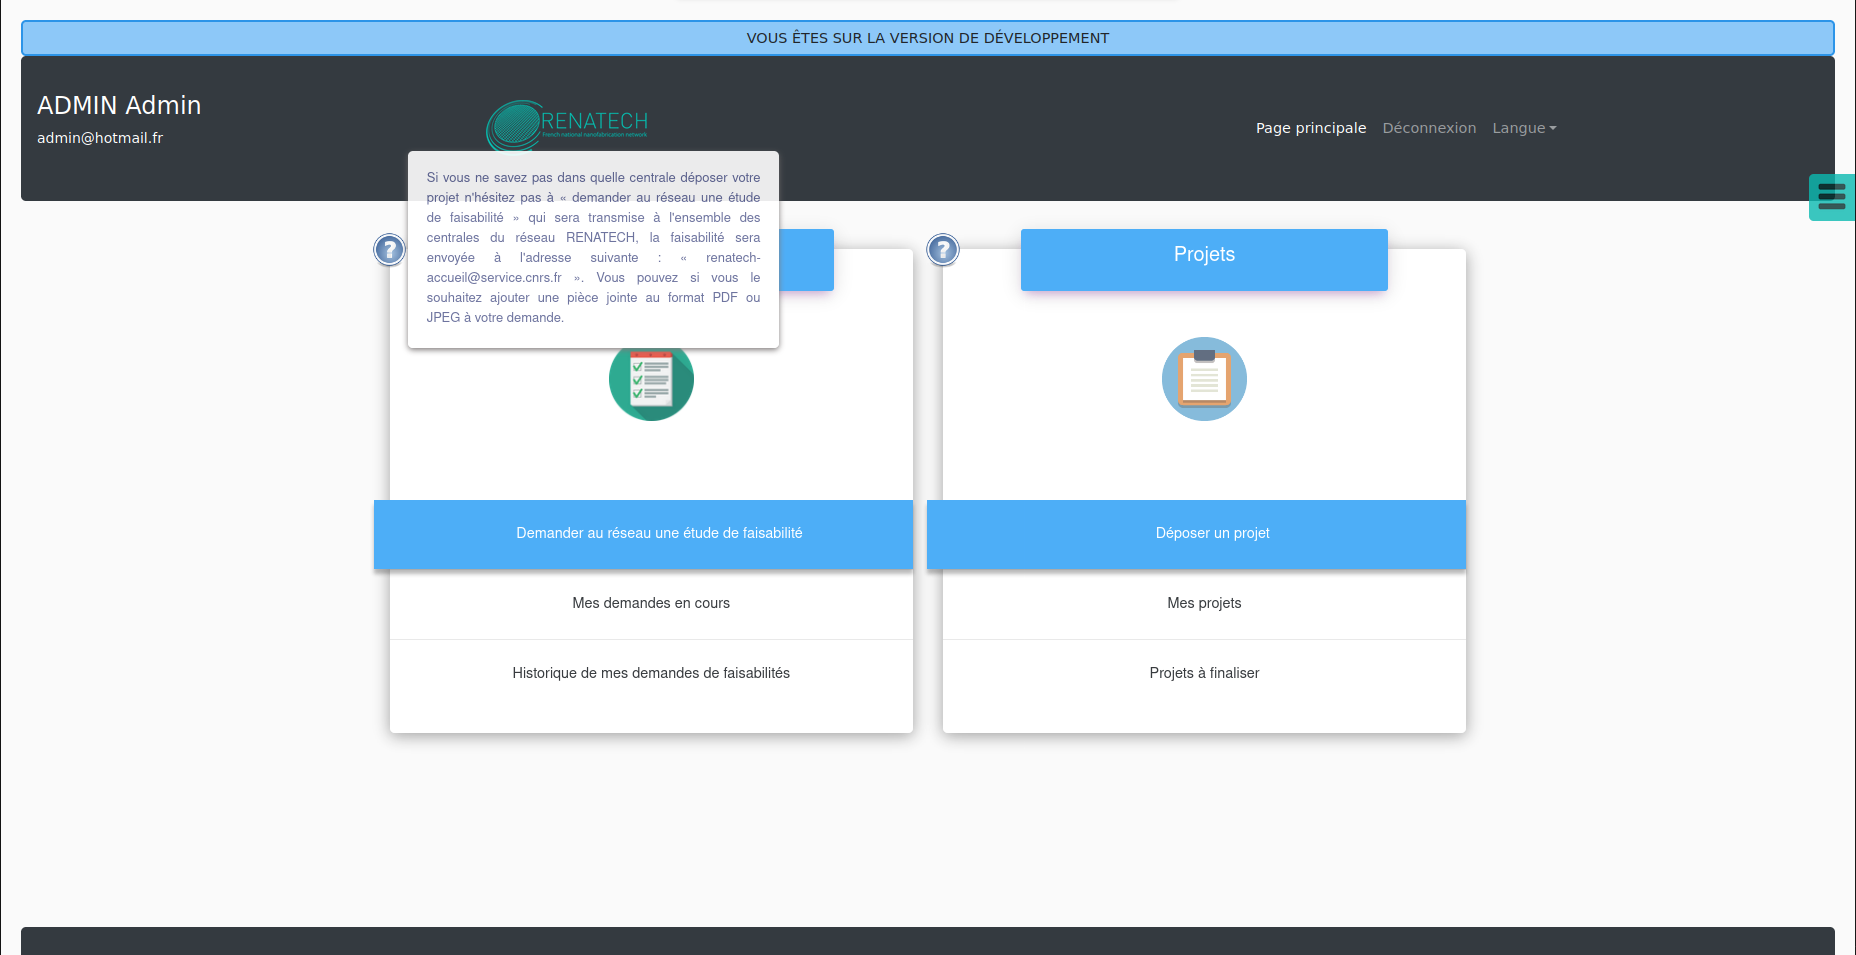 VOUS ÊTES SUR LA VERSION DE DÉVELOPPEMENT
ADMIN Admin
admin@hotmail.fr
RENATECH
French national nanofabrication network
Page principale
Déconnexion
Langue
Si vous ne savez pas dans quelle centrale déposer votre
projet n'hésitez pas à « demander au réseau une étude
de faisabilité » qui sera transmise à l'ensemble des
centrales du réseau RENATECH, la faisabilité sera
envoyée à l'adresse suivante : « renatech-
accueil@service.cnrs.fr ». Vous pouvez si vous le
souhaitez ajouter une pièce jointe au format PDF ou
JPEG à votre demande.
?
Demander au réseau une étude de faisabilité
Mes demandes en cours
Historique de mes demandes de faisabilités
?
Projets
Déposer un projet
Mes projets
Projets à finaliser